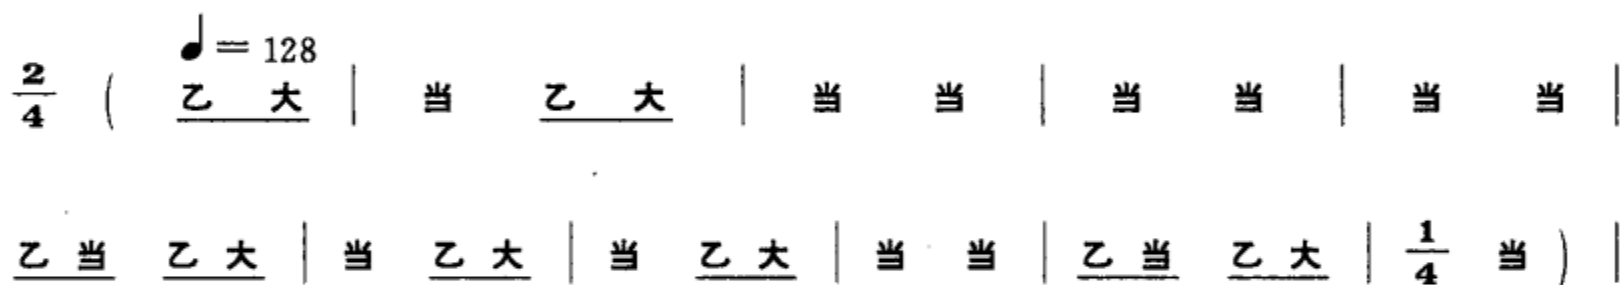 ♩= 128
2/4 ( 乙 大 | 当 乙 大 | 当 当 | 当 当 | 当 当 |
乙 当 乙 大 | 当 乙 大 | 当 乙 大 | 当 当 | 乙 当 乙 大 | 1/4 当 ) |